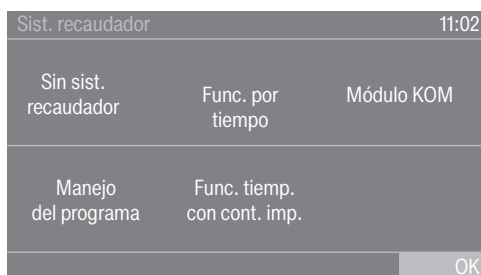 Sist. recaudador 11:02
Sin sist.
recaudador
Func. por
tiempo
Módulo KOM
Manejo
del programa
Func. tiemp.
con cont. imp.
OK